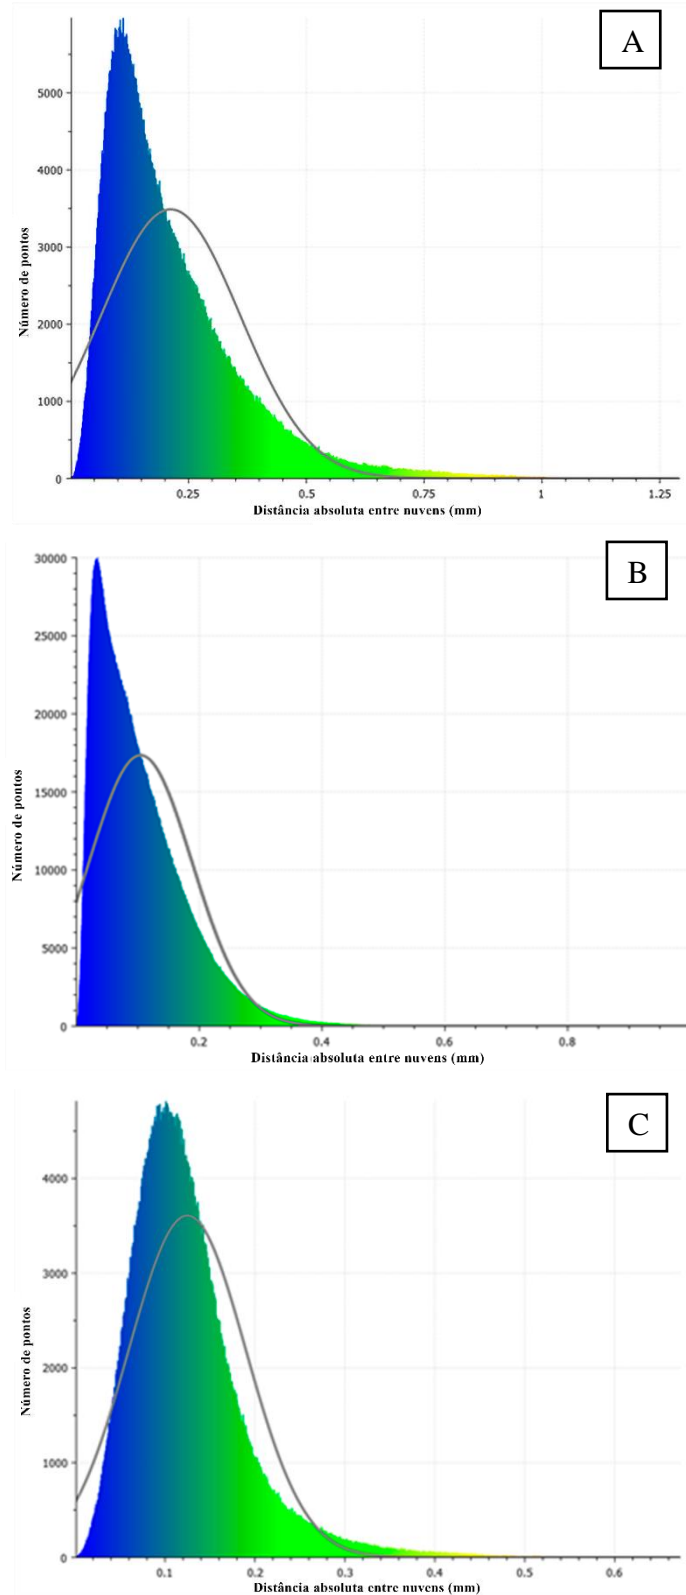 A
5000
4000
3000
2000
1000
0
Número de pontos
0.25 0.5 0.75 1 1.25
Distância absoluta entre nuvens (mm)
B
30000
25000
20000
15000
10000
5000
0
Número de pontos
0.2 0.4 0.6 0.8
Distância absoluta entre nuvens (mm)
C
4000
3000
2000
1000
0
Número de pontos
0.1 0.2 0.3 0.4 0.5 0.6
Distância absoluta entre nuvens (mm)